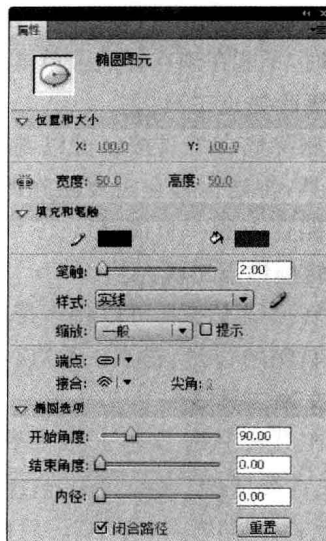 属性
椭圆图元
位置和大小
X: 100.0 Y: 100.0
宽度: 50.0 高度: 50.0
填充和笔触
笔触: 2.00
样式: 实线
缩放: 一般 提示
端点:
接合: 尖角: 3
椭圆选项
开始角度: 90.00
结束角度: 0.00
内径: 0.00
闭合路径 重置